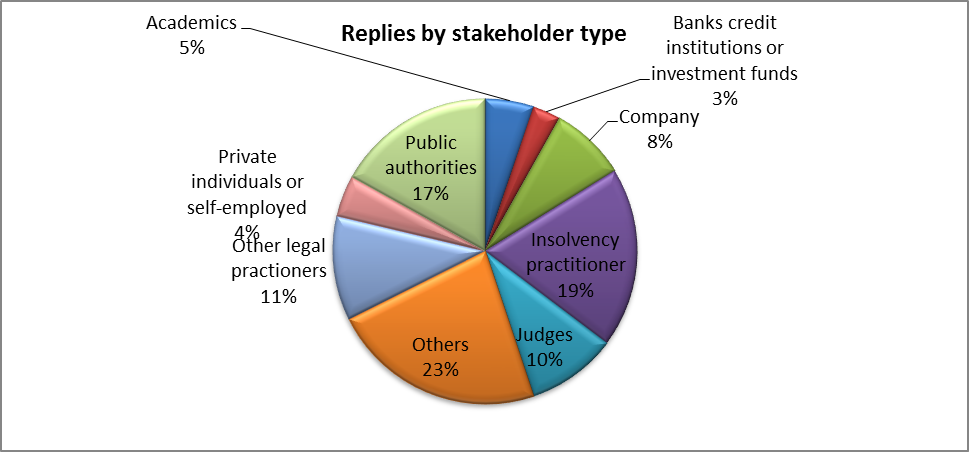 Replies by stakeholder type
Academics
5%
Banks credit
institutions or
investment funds
3%
Company
8%
Insolvency
practitioner
19%
Judges
10%
Others
23%
Other legal
practioners
11%
Private
individuals or
self-employed
4%
Public
authorities
17%